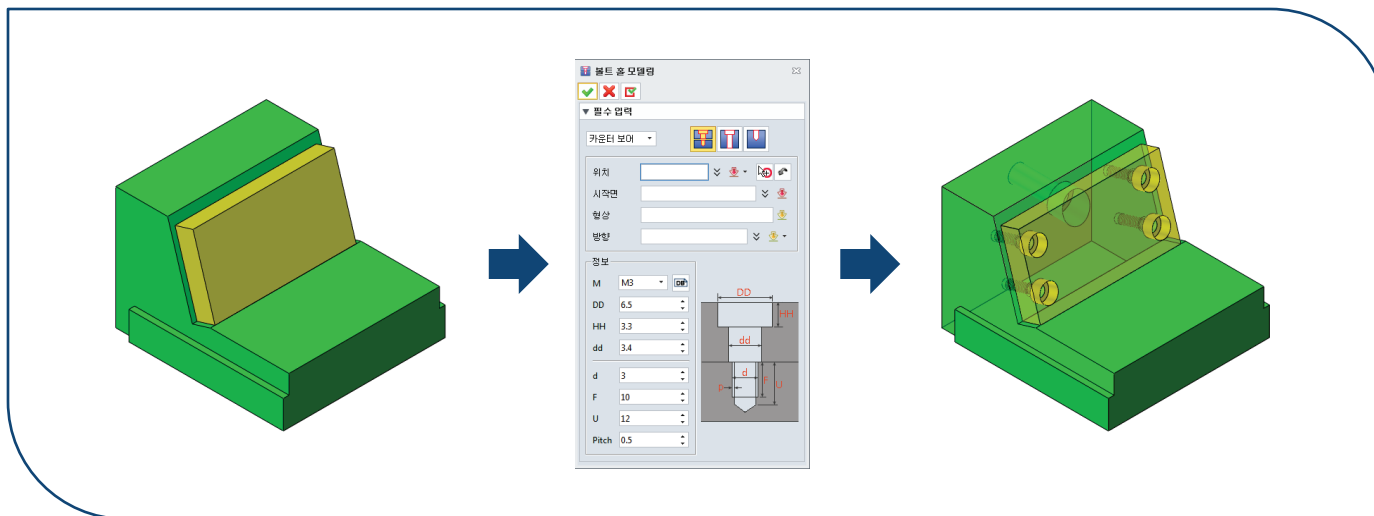 볼트 홀 모델링
필수 입력
카운터 보어
위치
시작면
형상
방향
정보
M M3 DB
DD 6.5
HH 3.3
dd 3.4
d 3
F 10
U 12
Pitch 0.5
DD
HH
dd
d
F
U
p